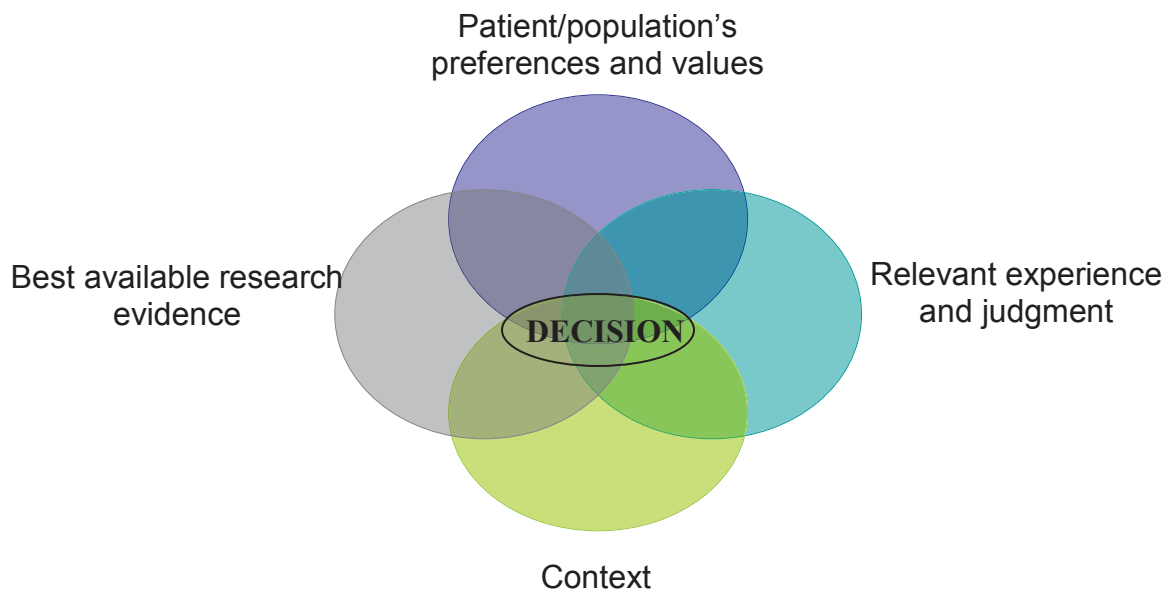 Patient/population's
preferences and values
Best available research
evidence
Relevant experience
and judgment
DECISION
Context